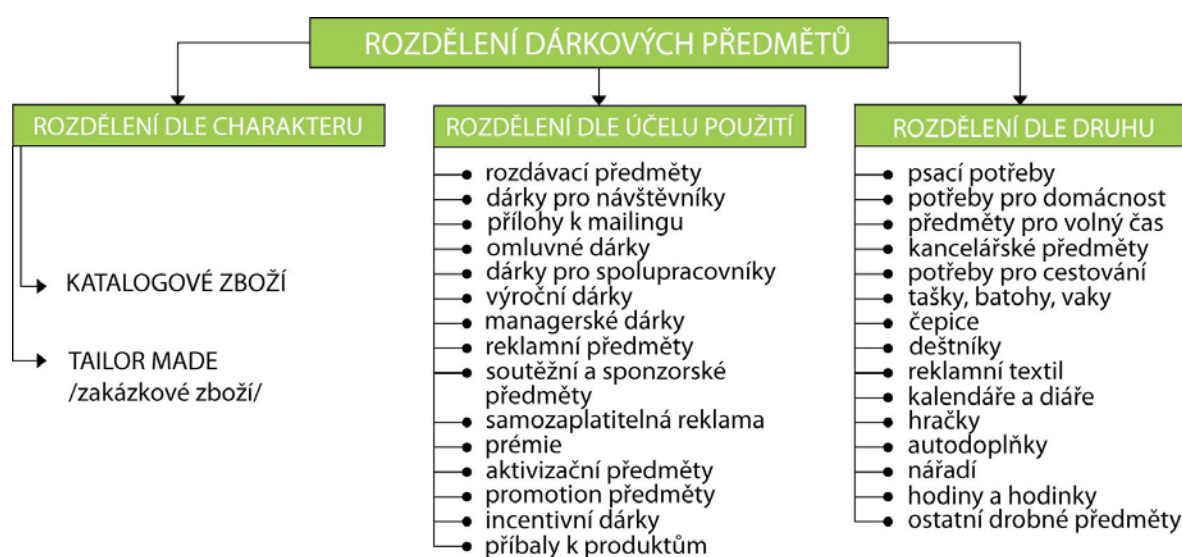 ROZDĚLENÍ DÁRKOVÝCH PŘEDMĚTŮ
ROZDĚLENÍ DLE CHARAKTERU
KATALOGOVÉ ZBOŽÍ
TAILOR MADE
/zakázkové zboží/
ROZDĚLENÍ DLE ÚČELU POUŽITÍ
rozdávací předměty
dárky pro návštěvníky
přílohy k mailingu
omluvné dárky
dárky pro spolupracovníky
výroční dárky
managerské dárky
reklamní předměty
soutěžní a sponzorské
předměty
samozaplatitelná reklama
prémie
aktivizační předměty
promotion předměty
incentivní dárky
příbaly k produktům
ROZDĚLENÍ DLE DRUHU
psací potřeby
potřeby pro domácnost
předměty pro volný čas
kancelářské předměty
potřeby pro cestování
tašky, batohy, vaky
čepice
deštníky
reklamní textil
kalendáře a diáře
hračky
autodoplňky
nářadí
hodiny a hodinky
ostatní drobné předměty